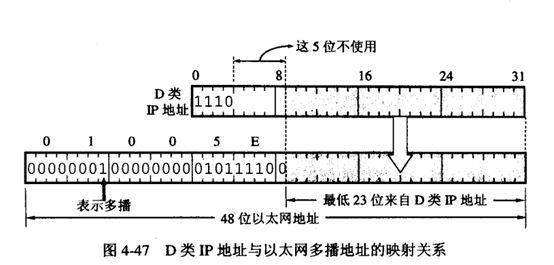 这 5 位不使用
0 8 16 24 31
D 类
IP 地址
1110
0 1 0 0 5 E
00000001 00000000 01011110 0
表示多播
最低 23 位来自 D 类 IP 地址
48 位以太网地址
图 4-47 D 类 IP 地址与以太网多播地址的映射关系